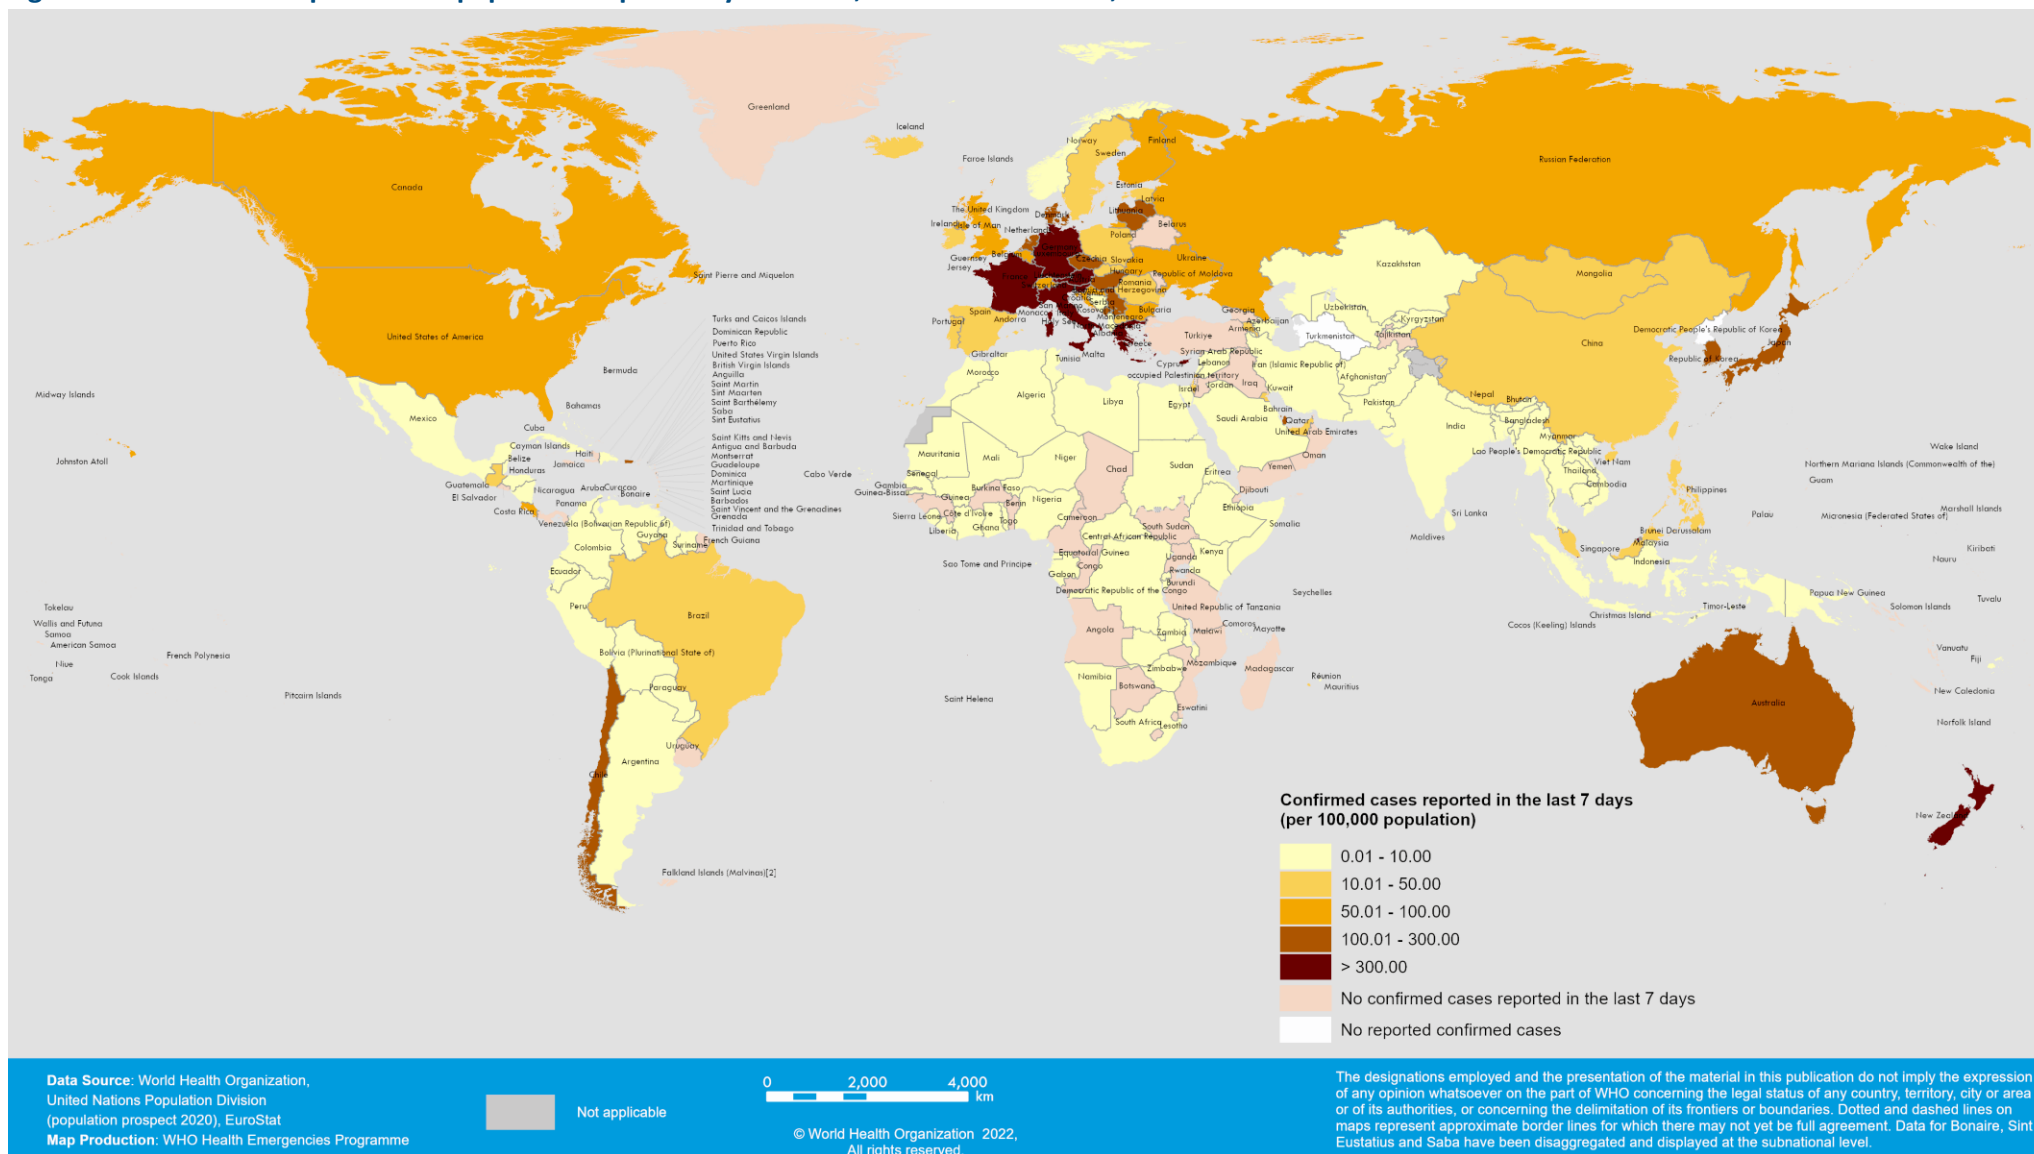 Greenland
Iceland
Faroe Islands
Norway
Sweden
Finland
Russian Federation
Canada
Estonia
Latvia
Lithuania
The United Kingdom
Denmark
Ireland
Isle of Man
Netherland
Belarus
Poland
Guernsey
Jersey
Belgium
Czechia
Slovakia
Ukraine
Hungary
Republic of Moldova
Romania
Kazakhstan
Mongolia
Saint Pierre and Miquelon
France
Spain
Portugal
Andorra
Monaco
Serbia
Kosovo
Bulgaria
Montenegro
Georgia
Azerbaijan
Armenia
Uzbekistan
Kyrgyzstan
Turkmenistan
Tajikistan
Democratic People's Republic of Korea
Republic of Korea
Japan
China
United States of America
Turks and Caicos Islands
Dominican Republic
Puerto Rico
United States Virgin Islands
British Virgin Islands
Anguilla
Saint Martin
Sint Maarten
Saint Barthélemy
Saba
Sint Eustatius
Saint Kitts and Nevis
Antigua and Barbuda
Montserrat
Guadeloupe
Dominica
Martinique
Saint Lucia
Barbados
Saint Vincent and the Grenadines
Grenada
Trinidad and Tobago
French Guiana
Bermuda
Bahamas
Cuba
Mexico
Cayman Islands
Belize
Haiti
Jamaica
Honduras
Guatemala
El Salvador
Nicaragua
Aruba
Curacao
Bonaire
Costa Rica
Panama
Venezuela (Bolivarian Republic of)
Guyana
Suriname
Colombia
Ecuador
Peru
Brazil
Bolivia (Plurinational State of)
Paraguay
Uruguay
Argentina
Chile
Falkland Islands (Malvinas)[2]
Midway Islands
Johnston Atoll
Tokelau
Wallis and Futuna
Samoa
American Samoa
Niue
Tonga
Cook Islands
French Polynesia
Pitcairn Islands
Gibraltar
Tunisia
Malta
Greece
Türkiye
Cyprus
Syrian Arab Republic
Lebanon
occupied Palestinian territory
Israel
Jordan
Iraq
Iran (Islamic Republic of)
Kuwait
Afghanistan
Pakistan
Bahrain
Qatar
United Arab Emirates
Saudi Arabia
Oman
Yemen
Morocco
Algeria
Libya
Egypt
Mauritania
Mali
Niger
Chad
Sudan
Eritrea
Djibouti
Cabo Verde
Senegal
Gambia
Guinea-Bissau
Guinea
Sierra Leone
Liberia
Côte d'Ivoire
Burkina Faso
Ghana
Togo
Benin
Nigeria
Cameroon
Central African Republic
South Sudan
Ethiopia
Somalia
Equatorial Guinea
Sao Tome and Principe
Gabon
Congo
Uganda
Kenya
Rwanda
Burundi
Democratic Republic of the Congo
United Republic of Tanzania
Seychelles
Comoros
Mayotte
Angola
Zambia
Malawi
Mozambique
Zimbabwe
Madagascar
Réunion
Mauritius
Namibia
Botswana
Eswatini
Lesotho
South Africa
Saint Helena
Nepal
Bhutan
Bangladesh
India
Myanmar
Lao People's Democratic Republic
Viet Nam
Thailand
Cambodia
Philippines
Sri Lanka
Maldives
Brunei Darussalam
Malaysia
Singapore
Indonesia
Palau
Guam
Northern Mariana Islands (Commonwealth of the)
Wake Island
Micronesia (Federated States of)
Marshall Islands
Kiribati
Nauru
Papua New Guinea
Solomon Islands
Tuvalu
Timor-Leste
Christmas Island
Cocos (Keeling) Islands
Vanuatu
Fiji
New Caledonia
Norfolk Island
Australia
Confirmed cases reported in the last 7 days
(per 100,000 population)
0.01 - 10.00
10.01 - 50.00
50.01 - 100.00
100.01 - 300.00
> 300.00
No confirmed cases reported in the last 7 days
No reported confirmed cases
Data Source: World Health Organization,
United Nations Population Division
(population prospect 2020), EuroStat
Map Production: WHO Health Emergencies Programme
Not applicable
0 2,000 4,000
km
© World Health Organization 2022,
All rights reserved.
The designations employed and the presentation of the material in this publication do not imply the expression
of any opinion whatsoever on the part of WHO concerning the legal status of any country, territory, city or area
or of its authorities, or concerning the delimitation of its frontiers or boundaries. Dotted and dashed lines on
maps represent approximate border lines for which there may not yet be full agreement. Data for Bonaire, Sint
Eustatius and Saba have been disaggregated and displayed at the subnational level.